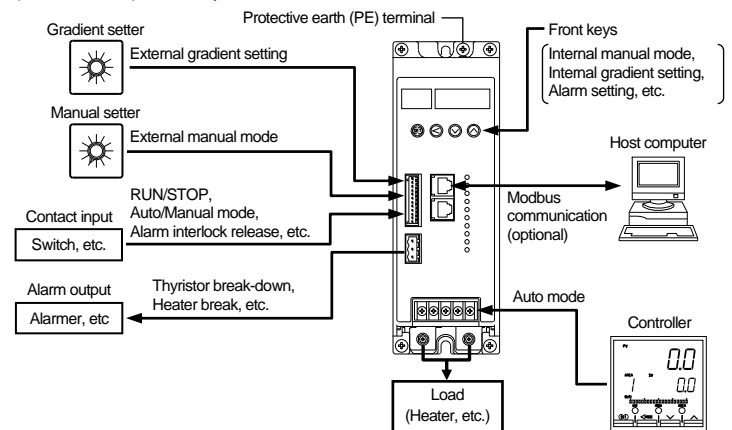 Gradient setter
External gradient setting
Manual setter
External manual mode
Contact input
Switch, etc.
RUN/STOP,
Auto/Manual mode,
Alarm interlock release, etc.
Alarm output
Alarmer, etc
Thyristor break-down,
Heater break, etc.
Protective earth (PE) terminal
Front keys
Internal manual mode,
Internal gradient setting,
Alarm setting, etc.
Host computer
Modbus
communication
(optional)
Auto mode
Controller
PV
0.0
AREA
SV
1
0.0
Load
(Heater, etc.)